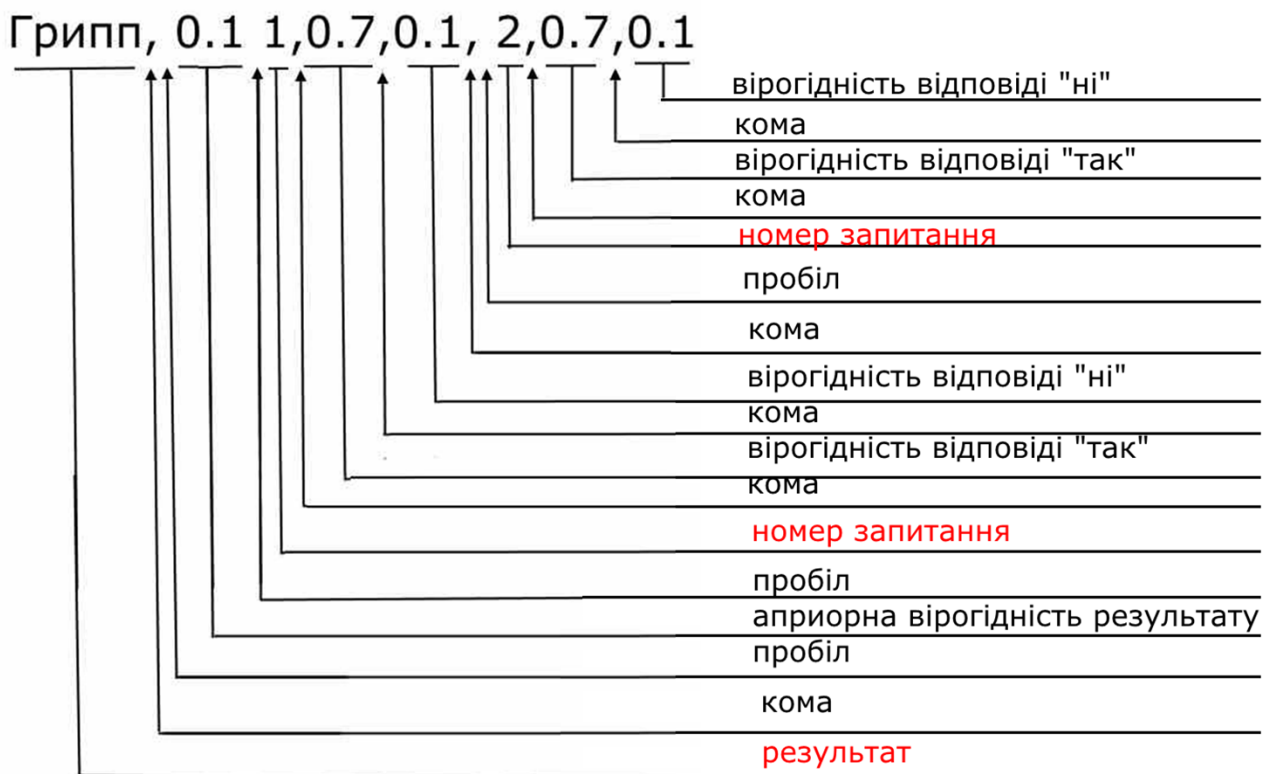 Грипп, 0.1 1,0.7,0.1, 2,0.7,0.1
вірогідність відповіді "ні"
кома
вірогідність відповіді "так"
кома
номер запитання
пробіл
кома
вірогідність відповіді "ні"
кома
вірогідність відповіді "так"
кома
номер запитання
пробіл
априорна вірогідність результату
пробіл
кома
результат